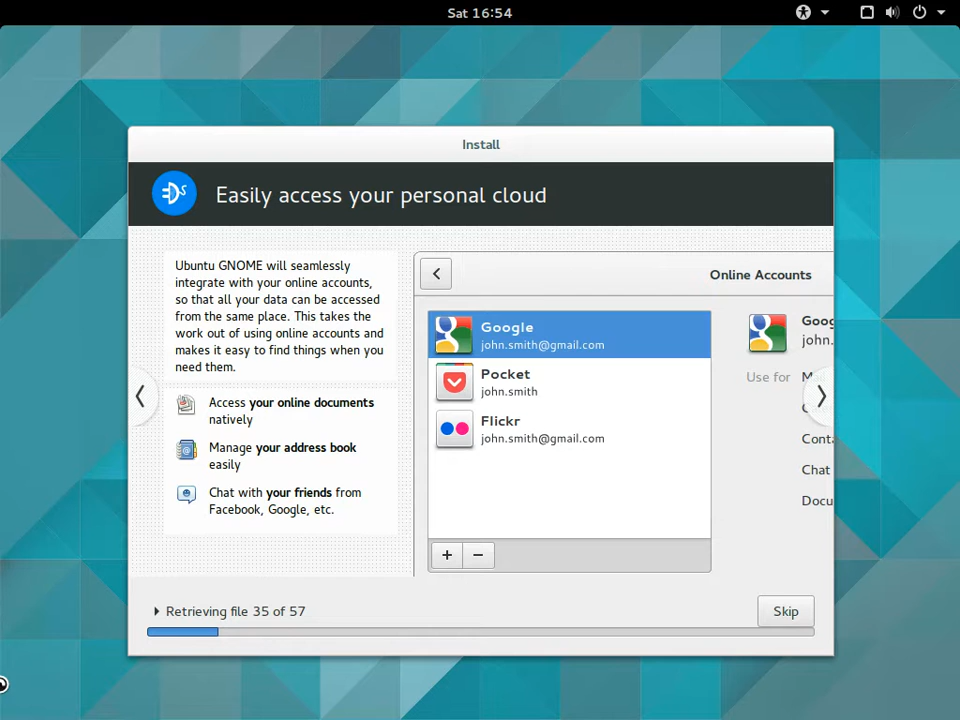 Sat 16:54
Install
Easily access your personal cloud
Ubuntu GNOME will seamlessly
integrate with your online accounts,
so that all your data can be accessed
from the same place. This takes the
work out of using online accounts and
makes it easy to find things when you
need them.
Access your online documents
natively
Manage your address book
easily
Chat with your friends from
Facebook, Google, etc.
Online Accounts
Google
john.smith@gmail.com
Pocket
john.smith
Flickr
john.smith@gmail.com
+ −
Goog
john.
Use for
Conta
Chat
Docu
Retrieving file 35 of 57
Skip